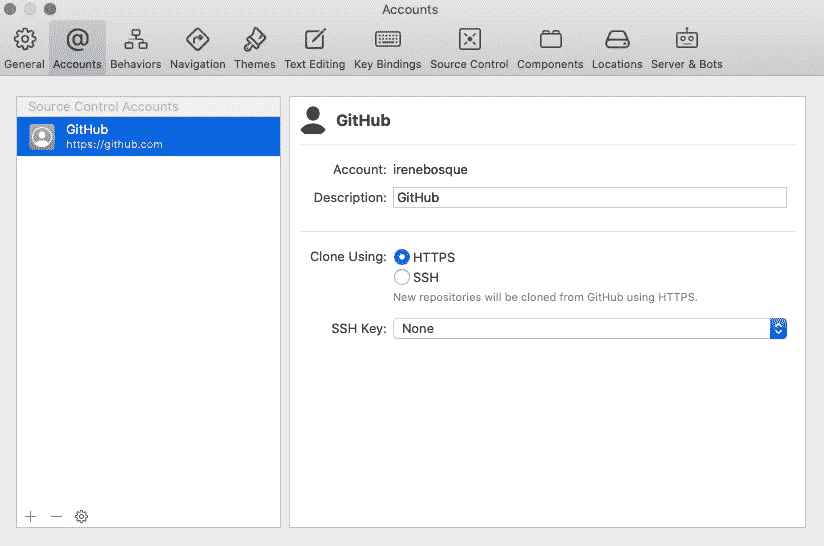 Accounts
General Accounts Behaviors Navigation Themes Text Editing Key Bindings Source Control Components Locations Server & Bots
Source Control Accounts
GitHub
https://github.com
GitHub
Account: irenebosque
Description: GitHub
Clone Using: HTTPS
SSH
New repositories will be cloned from GitHub using HTTPS.
SSH Key: None